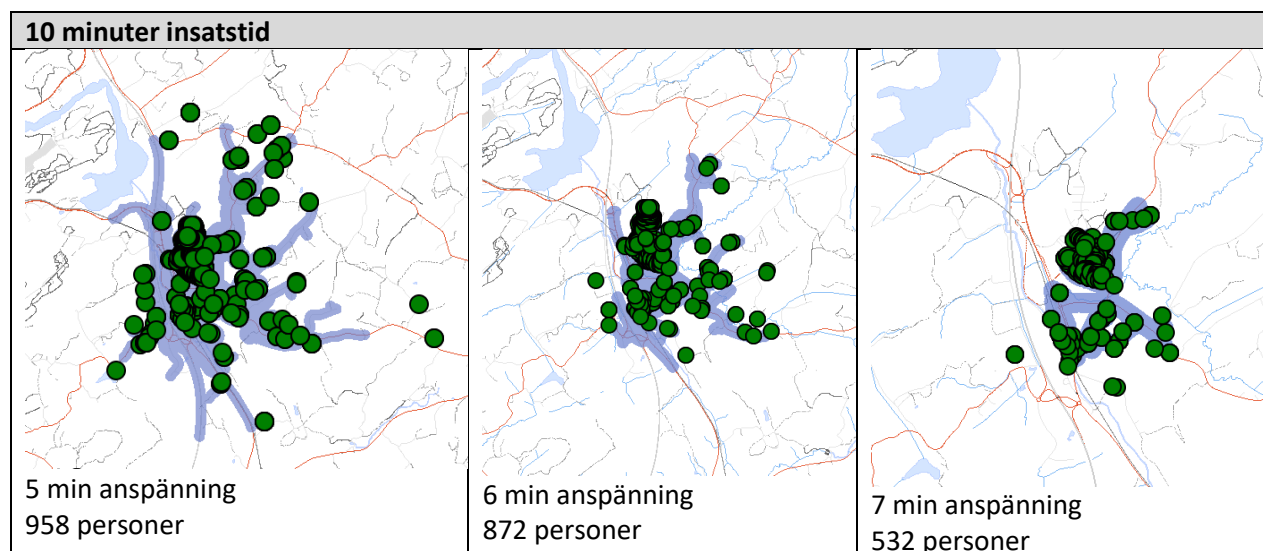 10 minuter insatstid
5 min anspänning
958 personer
6 min anspänning
872 personer
7 min anspänning
532 personer